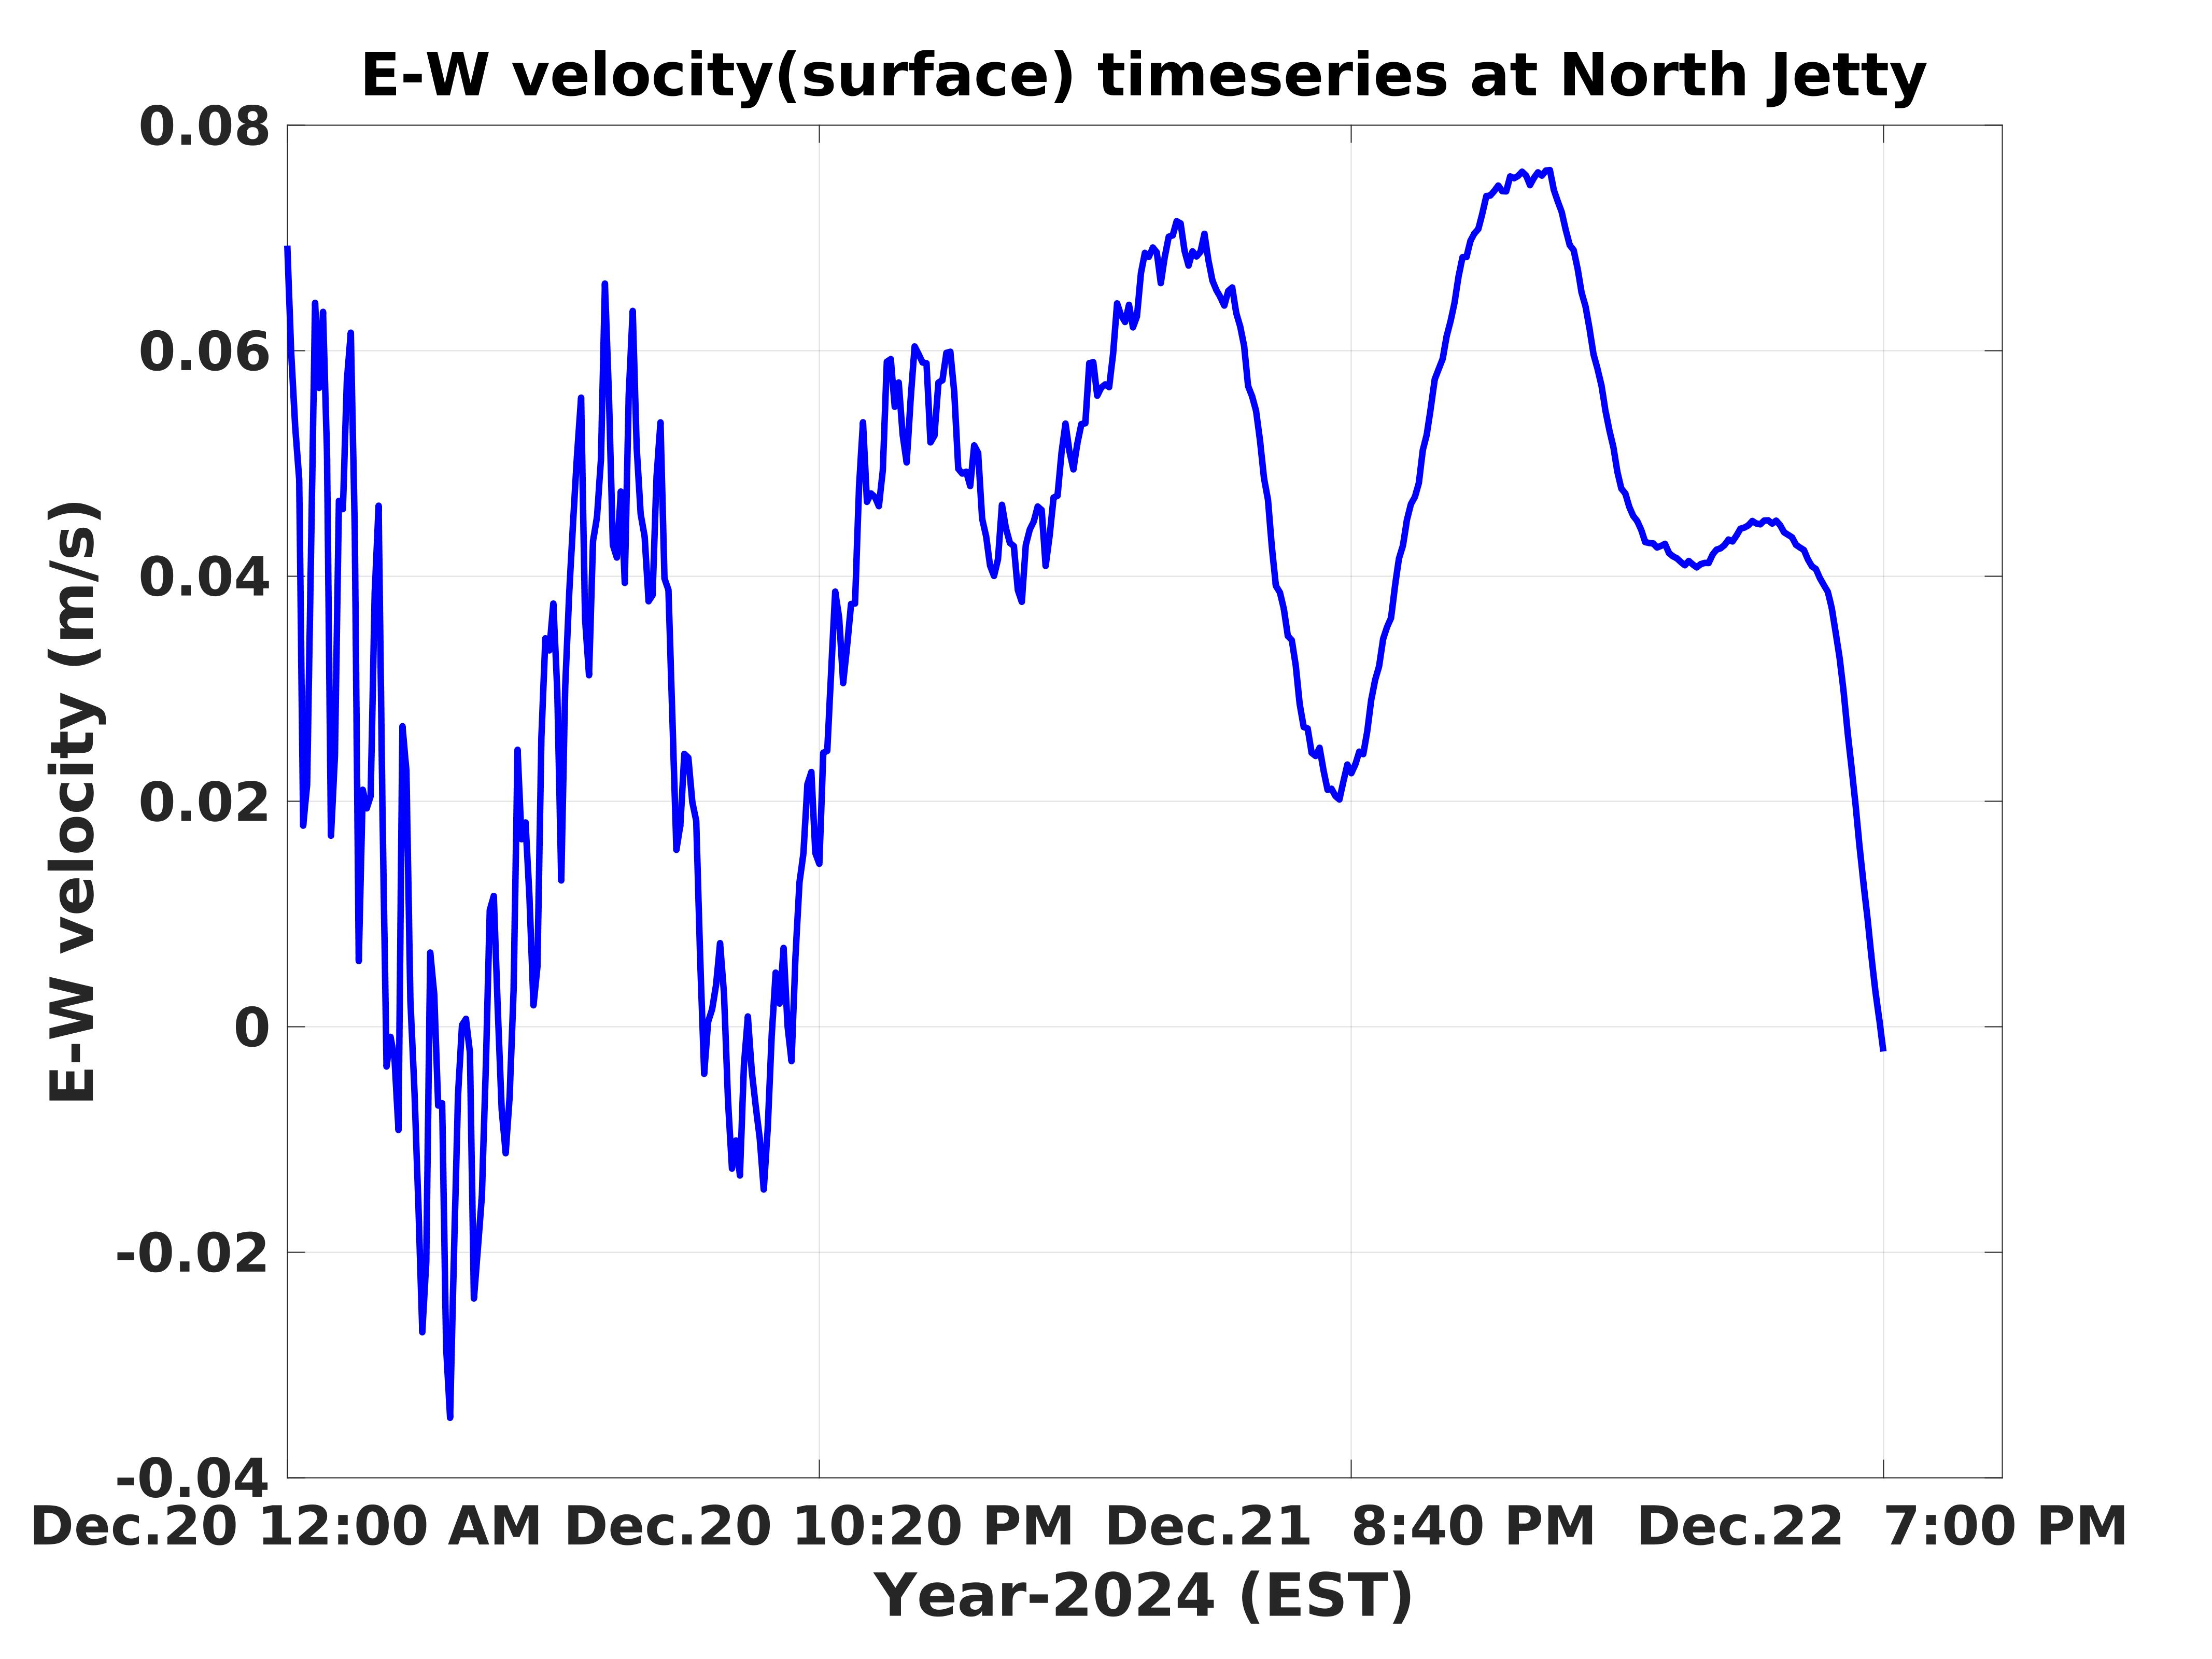 E-W velocity(surface) timeseries at North Jetty
0.08
0.06
0.04
0.02
0
-0.02
-0.04
E-W velocity (m/s)
Dec.20 12:00 AM Dec.20 10:20 PM Dec.21 8:40 PM Dec.22 7:00 PM
Year-2024 (EST)